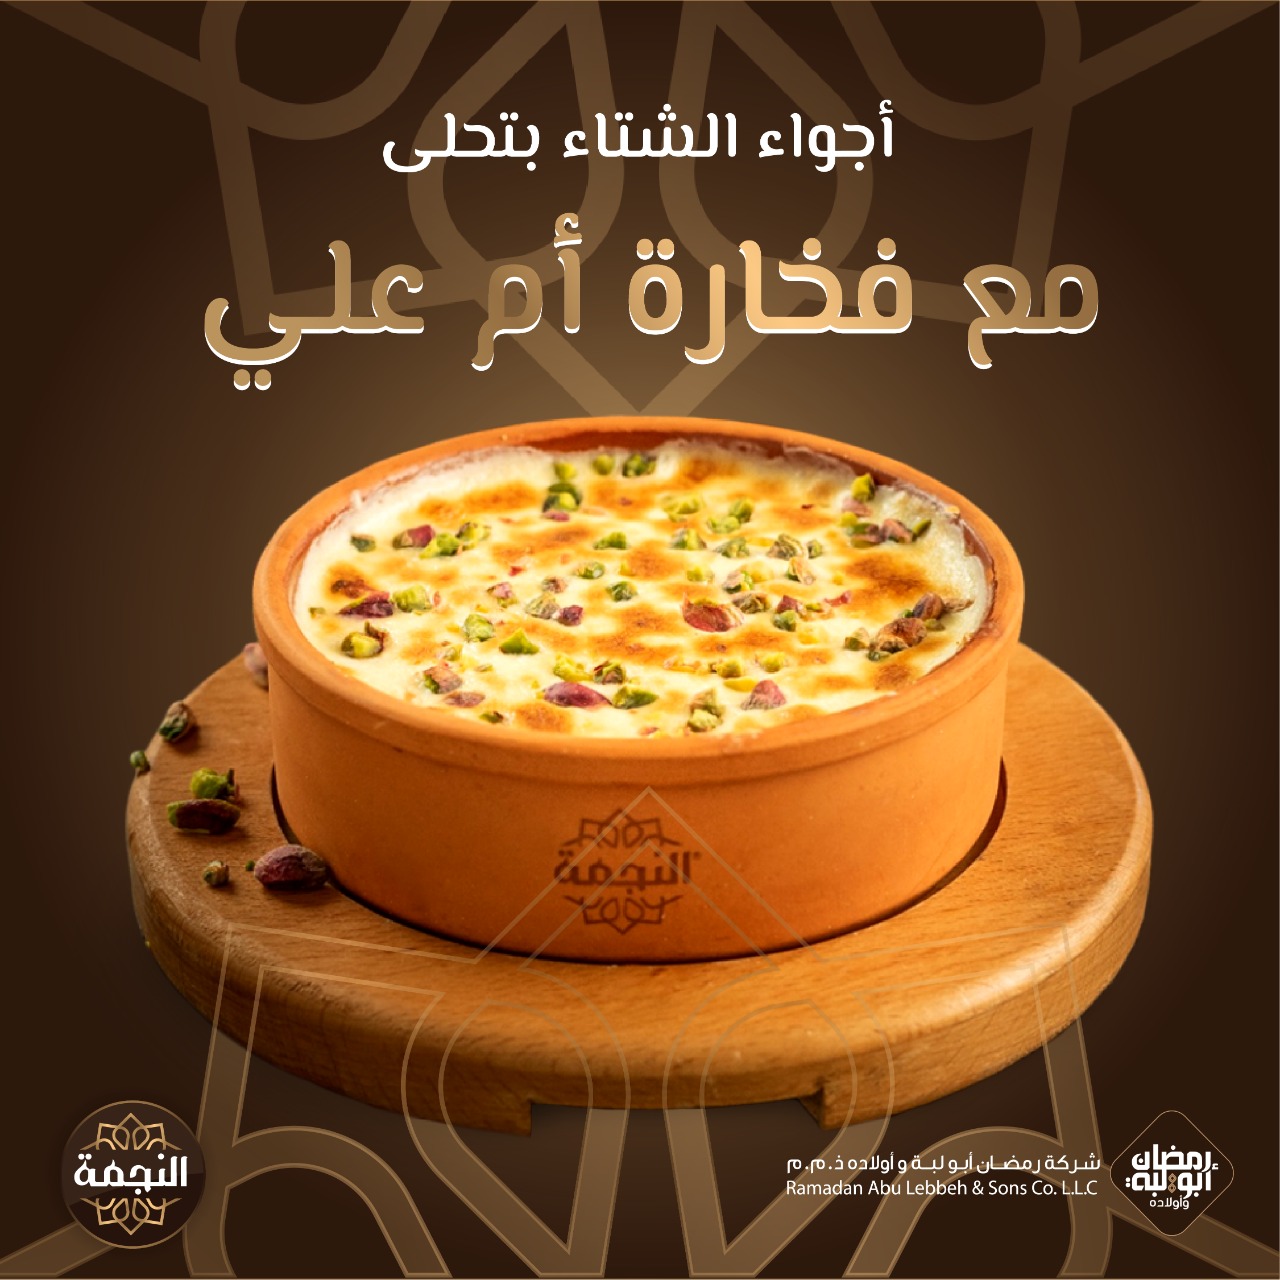 أجواء الشتاء بتحلى
مع فخارة أم علي
النجمة
النجمة
شركة رمضان أبو لبة و أولاده ذ.م.م
Ramadan Abu Lebbeh & Sons Co. L.L.C
رمضان
أبو لبة
وأولاده